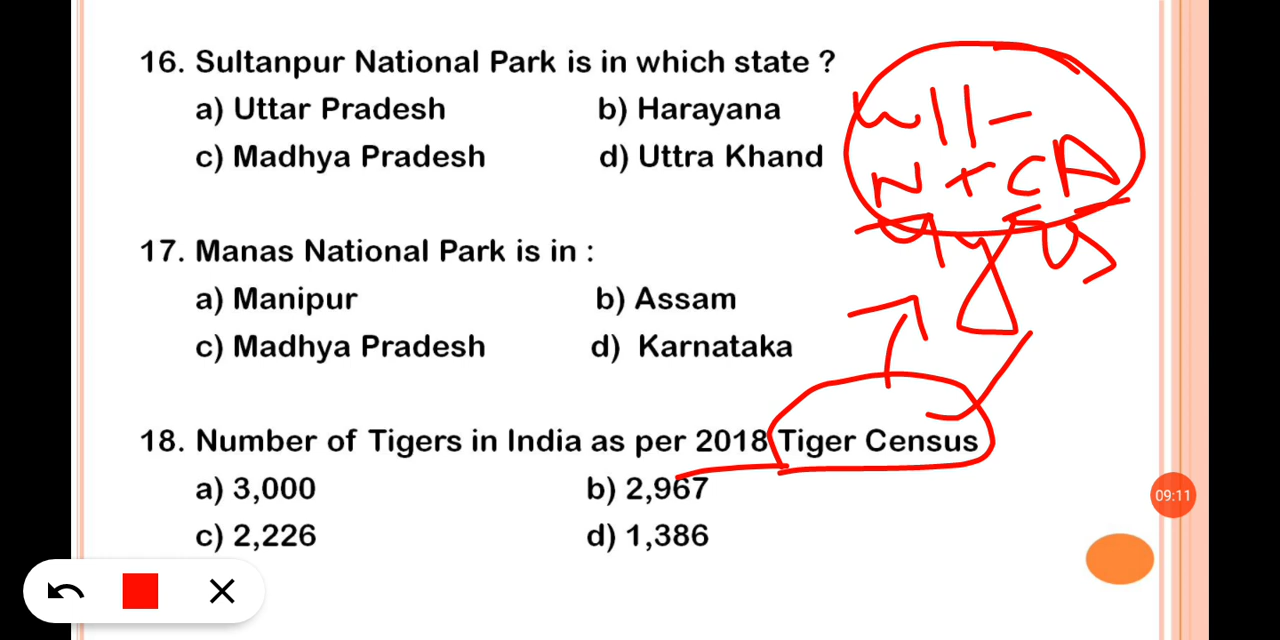 16. Sultanpur National Park is in which state ?
a) Uttar Pradesh b) Harayana
c) Madhya Pradesh d) Uttra Khand
WII-
NTCA
17. Manas National Park is in :
a) Manipur b) Assam
c) Madhya Pradesh d) Karnataka
18. Number of Tigers in India as per 2018 Tiger Census
a) 3,000 b) 2,967
c) 2,226 d) 1,386
09:11